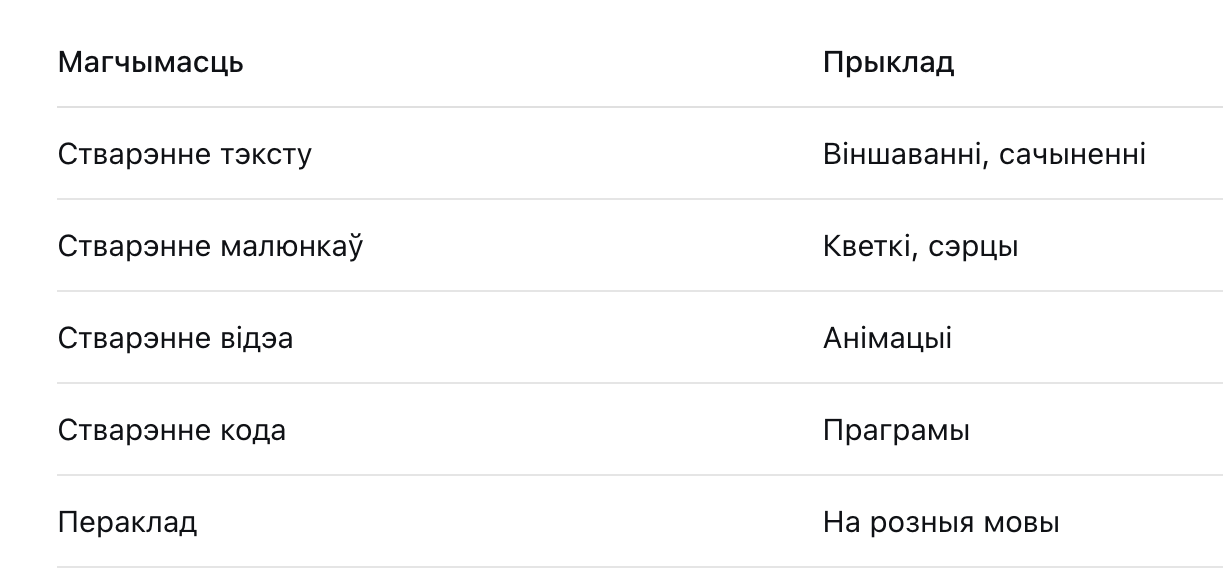 Магчымасць Прыклад
Стварэнне тэксту Віншаванні, сачыненні
Стварэнне малюнкаў Кветкі, сэрцы
Стварэнне відэа Анімацыі
Стварэнне кода Праграмы
Пераклад На розныя мовы